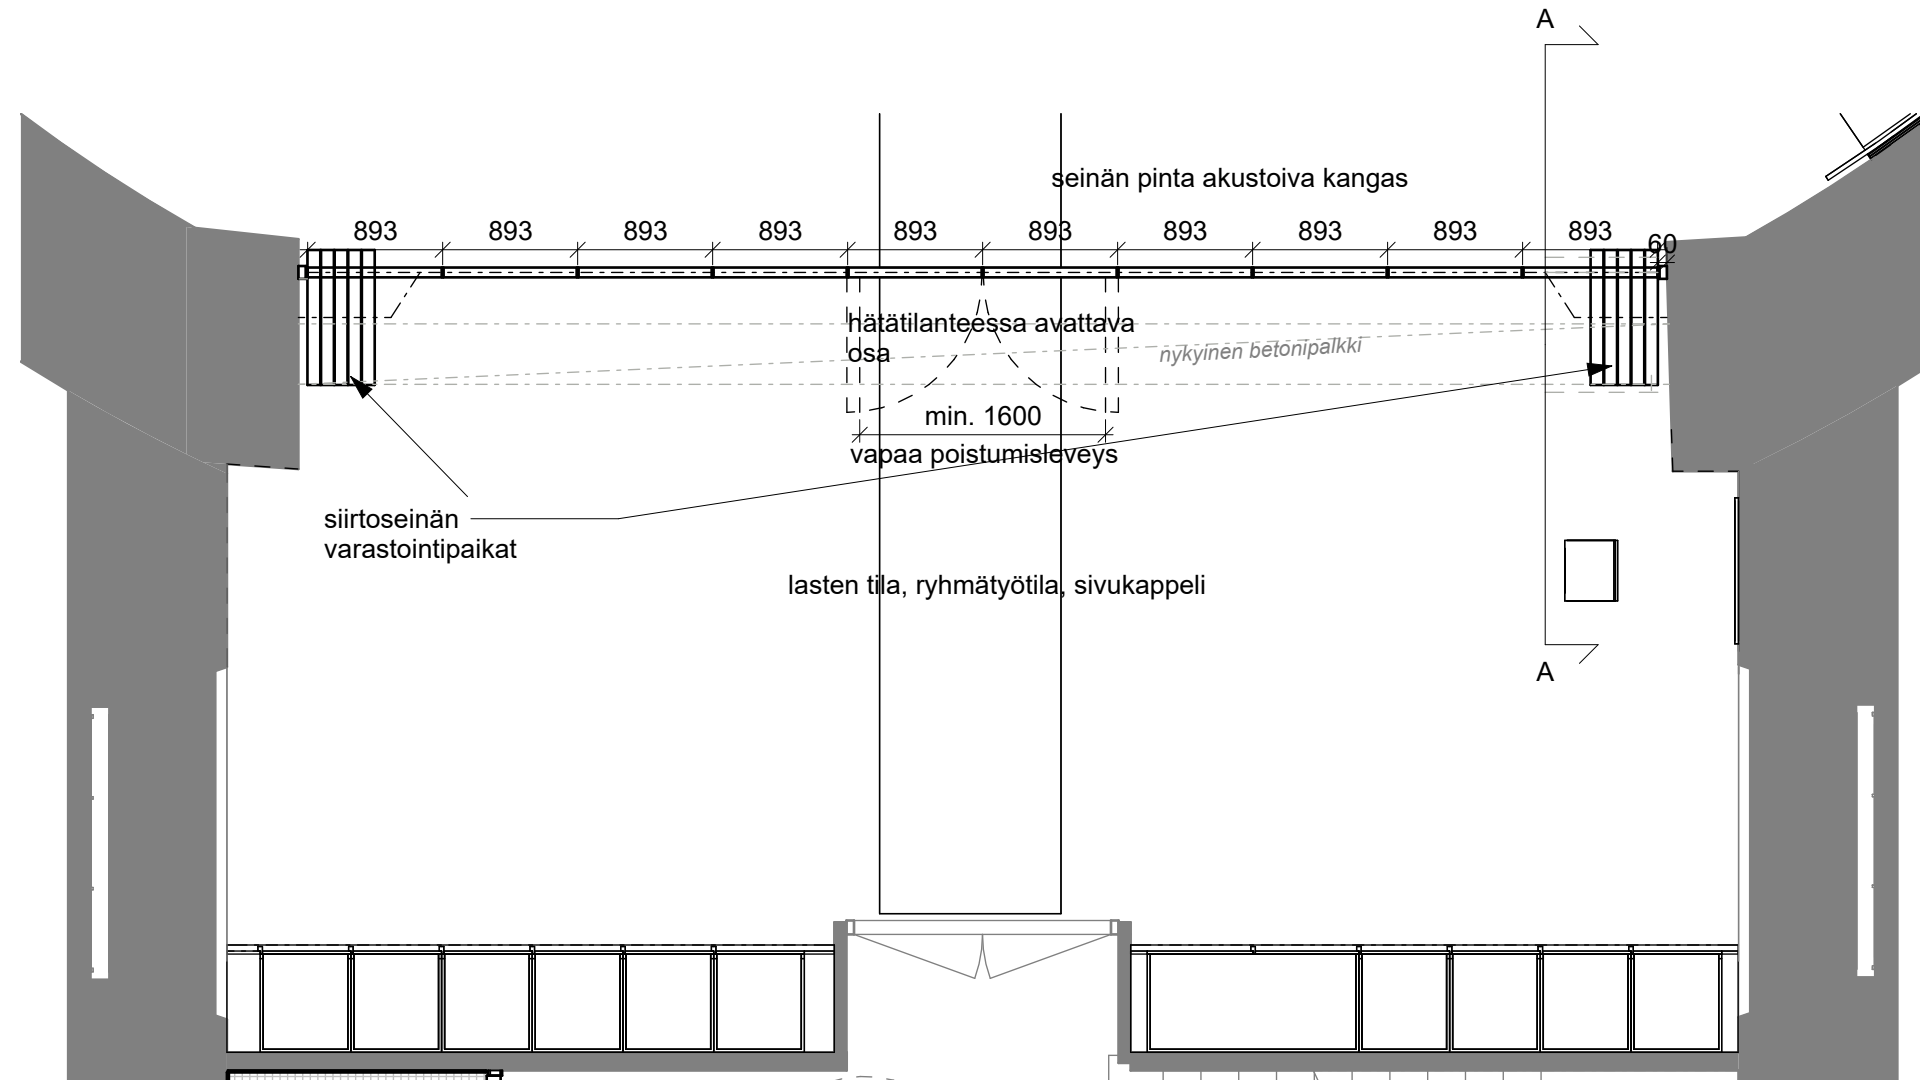 A
seinän pinta akustoiva kangas
893 893 893 893 893 893 893 893 893 893
60
hätätilanteessa avattava
osa
nykyinen betonipalkki
min. 1600
vapaa poistumisleveys
siirtoseinän
varastointipaikat
lasten tila, ryhmätyötila, sivukappeli
A